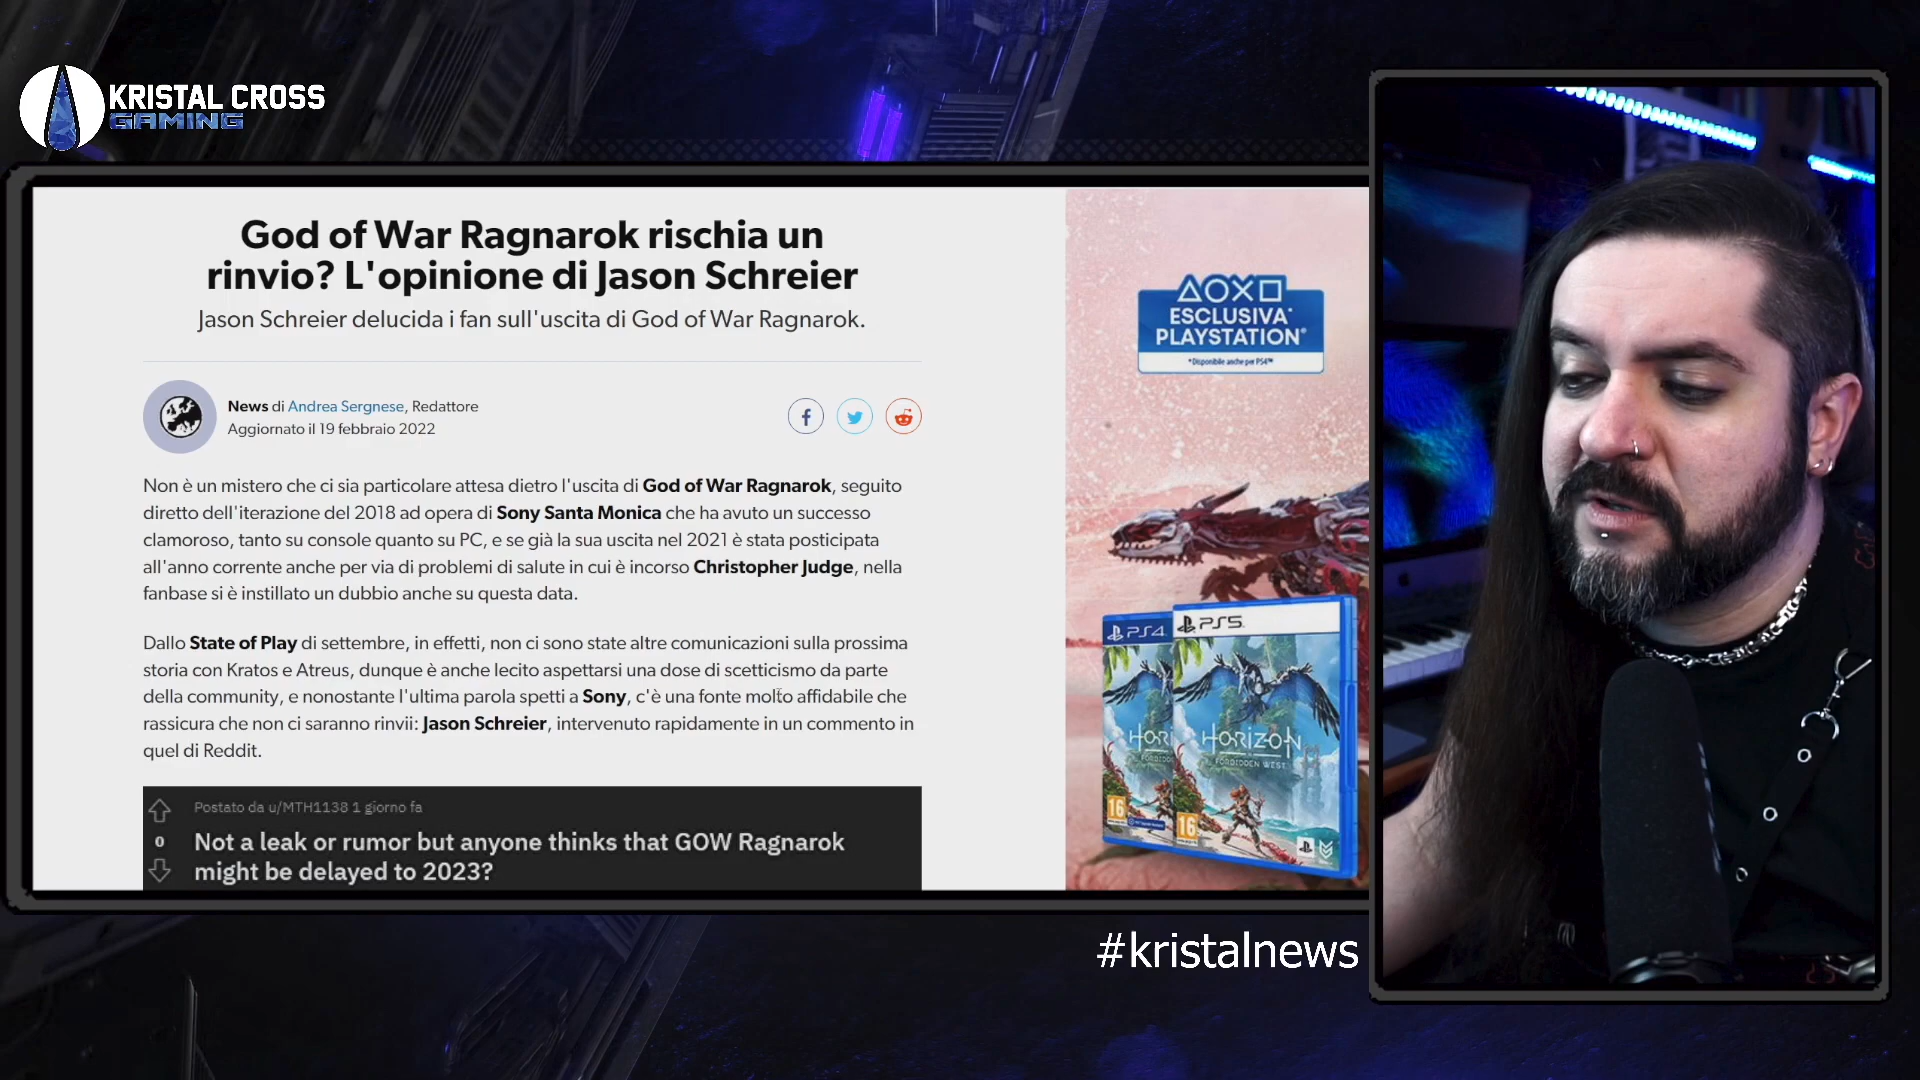 KRISTAL CROSS
GAMING
God of War Ragnarok rischia un
rinvio? L'opinione di Jason Schreier
Jason Schreier delucida i fan sull'uscita di God of War Ragnarok.
News di Andrea Sergnese, Redattore
Aggiornato il 19 febbraio 2022
Non è un mistero che ci sia particolare attesa dietro l'uscita di God of War Ragnarok, seguito
diretto dell'iterazione del 2018 ad opera di Sony Santa Monica che ha avuto un successo
clamoroso, tanto su console quanto su PC, e se già la sua uscita nel 2021 è stata posticipata
all'anno corrente anche per via di problemi di salute in cui è incorso Christopher Judge, nella
fanbase si è instillato un dubbio anche su questa data.
Dallo State of Play di settembre, in effetti, non ci sono state altre comunicazioni sulla prossima
storia con Kratos e Atreus, dunque è anche lecito aspettarsi una dose di scetticismo da parte
della community, e nonostante l'ultima parola spetti a Sony, c'è una fonte molto affidabile che
rassicura che non ci saranno rinvii: Jason Schreier, intervenuto rapidamente in un commento in
quel di Reddit.
Postato da u/MTH1138 1 giorno fa
0
Not a leak or rumor but anyone thinks that GOW Ragnarok
might be delayed to 2023?
ESCLUSIVA*
PLAYSTATION®
*Disponibile anche per PS4™
PS4
PS5
HORI
HORIZON
FORBIDDEN WEST
16
16
#kristalnews